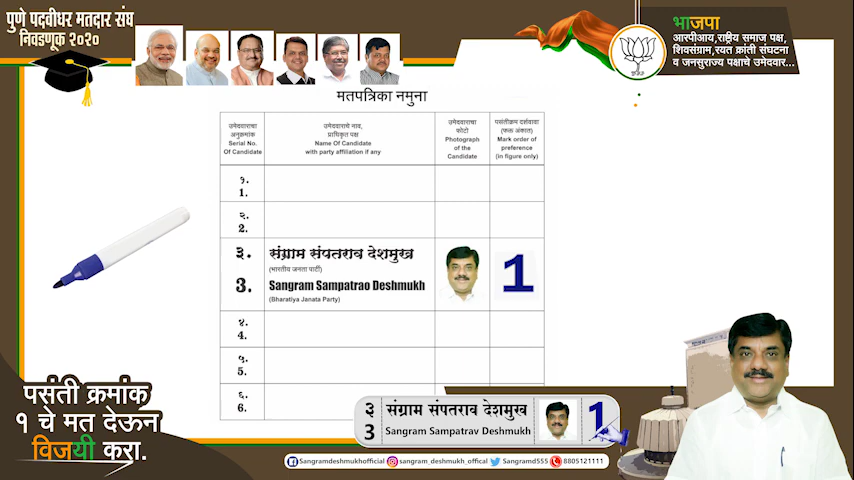 पुणे पदवीधर मतदार संघ
निवडणूक २०२०
भाजपा
आरपीआय,राष्ट्रीय समाज पक्ष,
शिवसंग्राम,रयत क्रांती संघटना
व जनसुराज्य पक्षाचे उमेदवार...
मतपत्रिका नमुना
उमेदवाराचा
अनुक्रमांक
Serial No.
Of Candidate
उमेदवाराचे नाव,
प्राधिकृत पक्ष
Name Of Candidate
with party affiliation if any
उमेदवाराचा
फोटो
Photograph
of the
Candidate
पसंतीक्रम दर्शवावा
(फक्त अंकात)
Mark order of
preference
(in figure only)
१.
1.
२.
2.
३.
3.
संग्राम संपतराव देशमुख
(भारतीय जनता पार्टी)
Sangram Sampatrao Deshmukh
(Bharatiya Janata Party)
1
४.
4.
५.
5.
६.
6.
पसंती क्रमांक
१ चे मत देऊन
विजयी करा.
३ संग्राम संपतराव देशमुख
3 Sangram Sampatrav Deshmukh
1
Sangramdeshmukhofficial sangram_deshmukh_offical Sangramd555 8805121111